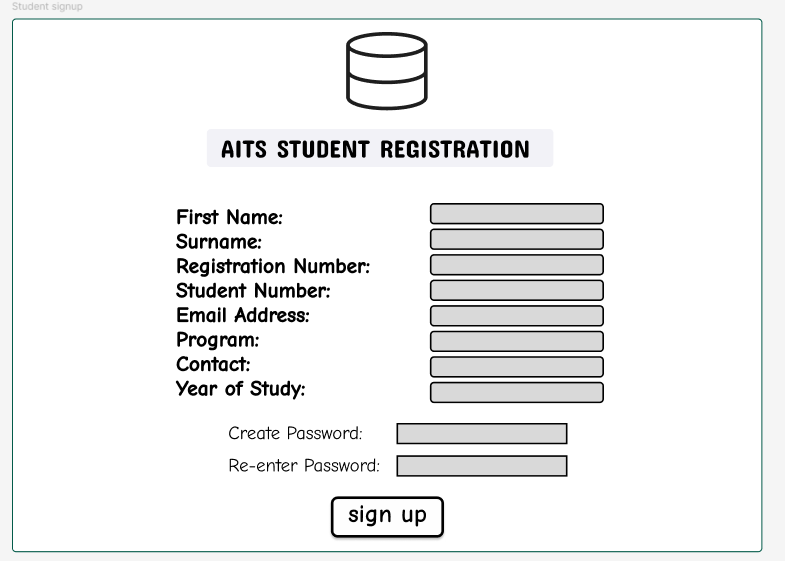 Student signup
AITS STUDENT REGISTRATION
First Name:
Surname:
Registration Number:
Student Number:
Email Address:
Program:
Contact:
Year of Study:
Create Password:
Re-enter Password:
sign up